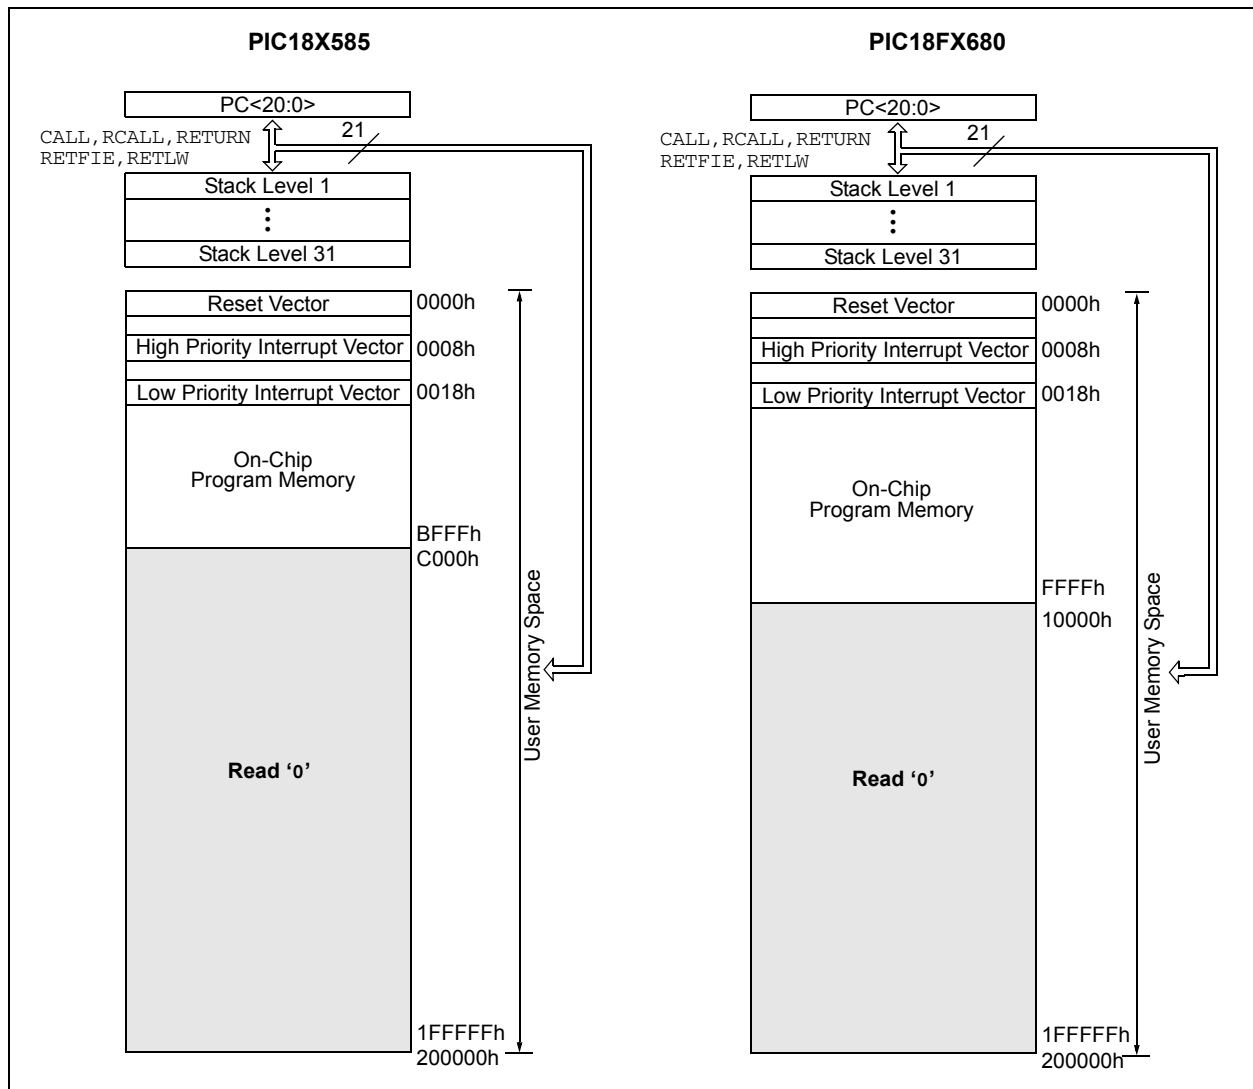 PIC18X585
PC<20:0>
21
CALL,RCALL,RETURN
RETFIE,RETLW
Stack Level 1
Stack Level 31
Reset Vector
0000h
High Priority Interrupt Vector
0008h
Low Priority Interrupt Vector
0018h
On-Chip
Program Memory
BFFFh
C000h
User Memory Space
Read ‘0’
1FFFFFh
200000h
PIC18FX680
PC<20:0>
21
CALL,RCALL,RETURN
RETFIE,RETLW
Stack Level 1
Stack Level 31
Reset Vector
0000h
High Priority Interrupt Vector
0008h
Low Priority Interrupt Vector
0018h
On-Chip
Program Memory
FFFFh
10000h
User Memory Space
Read ‘0’
1FFFFFh
200000h